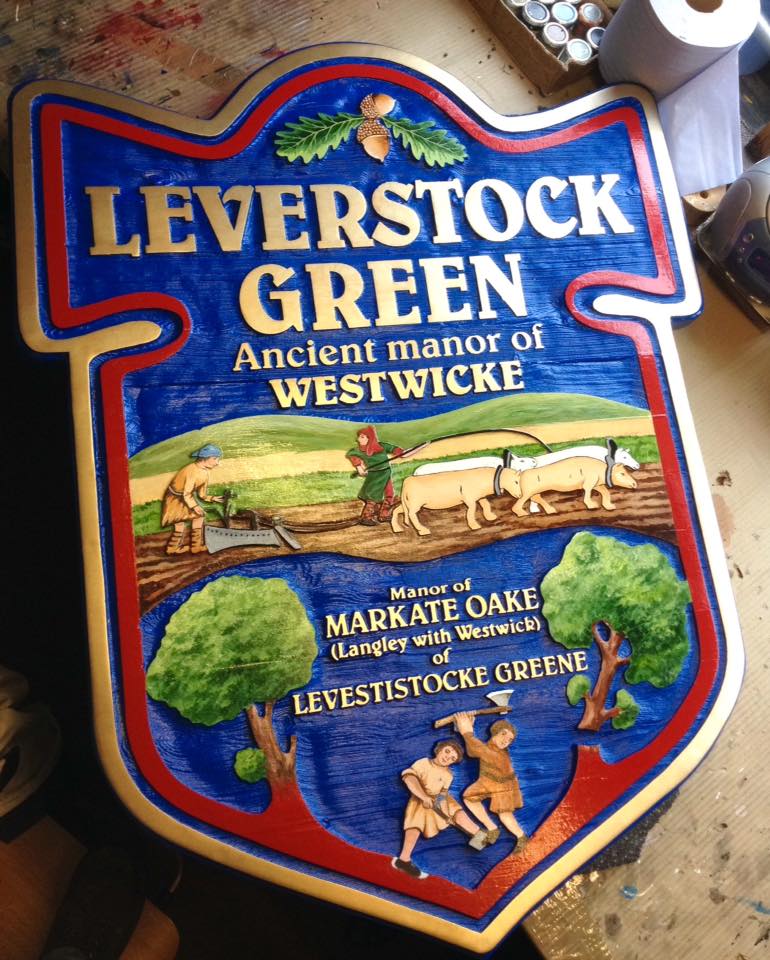 LEVERSTOCK
GREEN
Ancient manor of
WESTWICKE
Manor of
MARKATE OAKE
(Langley with Westwick)
of
LEVESTISTOCKE GREENE